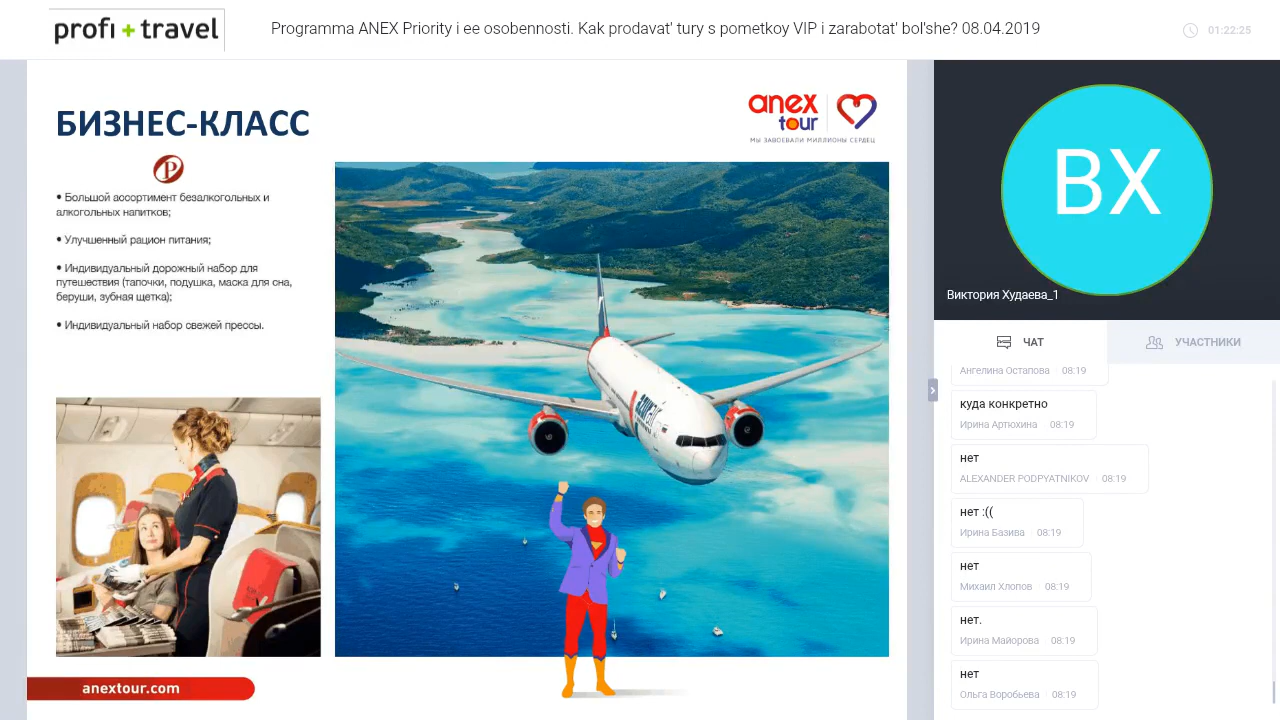 profi + travel
Programma ANEX Priority i ee osobennosti. Kak prodavat' tury s pometkoy VIP i zarabotat' bol'she? 08.04.2019
01:22:25
БИЗНЕС-КЛАСС
anex
tour
МЫ ЗАВОЕВАЛИ МИЛЛИОНЫ СЕРДЕЦ
P
• Большой ассортимент безалкогольных и
алкогольных напитков;
• Улучшенный рацион питания;
• Индивидуальный дорожный набор для
путешествия (тапочки, подушка, маска для сна,
беруши, зубная щетка);
• Индивидуальный набор свежей прессы.
anextour.com
ВХ
Виктория Худаева_1
ЧАТ
УЧАСТНИКИ
Ангелина Остапова 08:19
куда конкретно
Ирина Артюхина 08:19
нет
ALEXANDER PODPYATNIKOV 08:19
нет :((
Ирина Базива 08:19
нет
Михаил Хлопов 08:19
нет.
Ирина Майорова 08:19
нет
Ольга Воробьева 08:19